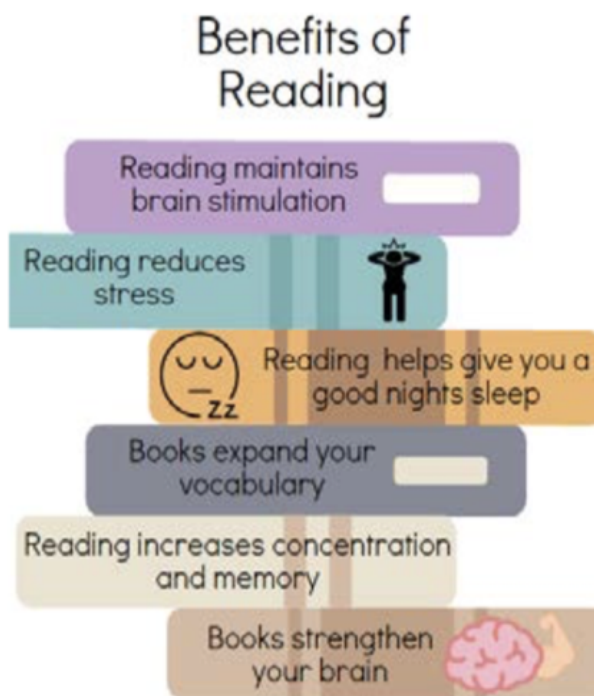 Benefits of
Reading
Reading maintains
brain stimulation
Reading reduces
stress
Reading helps give you a
good nights sleep
zz
Books expand your
vocabulary
Reading increases concentration
and memory
Books strengthen
your brain